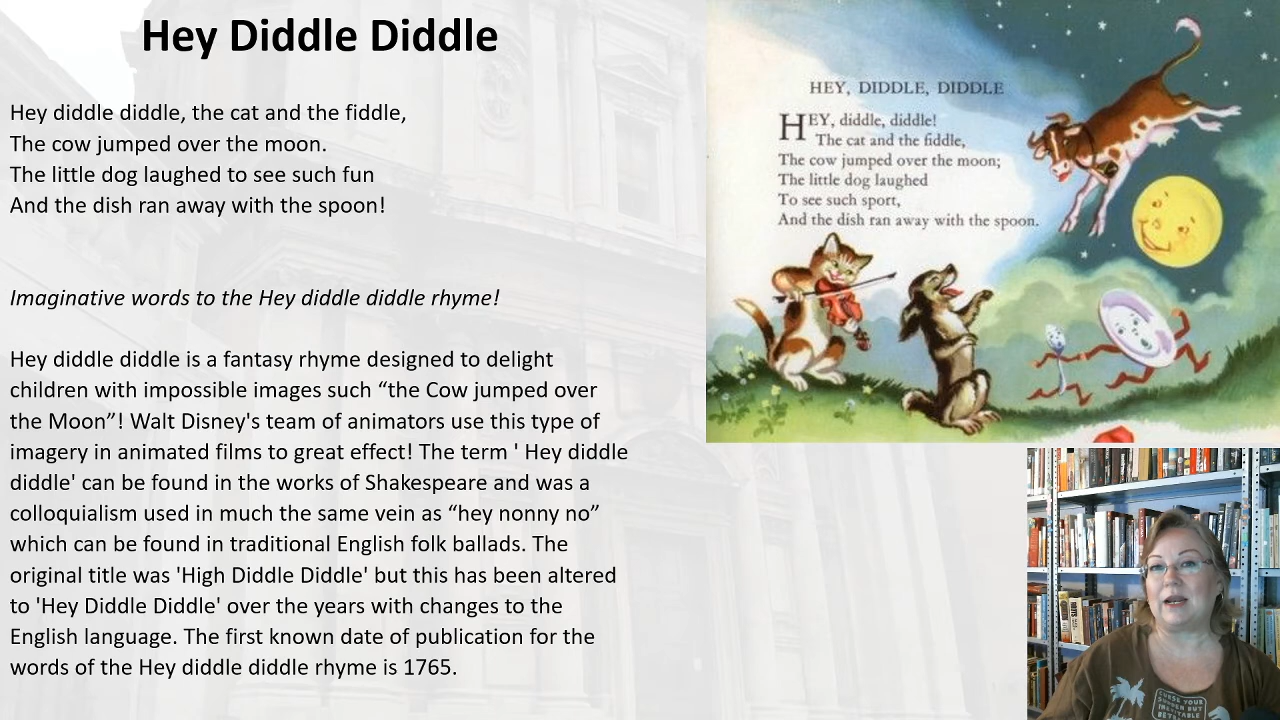 Hey Diddle Diddle
Hey diddle diddle, the cat and the fiddle,
The cow jumped over the moon.
The little dog laughed to see such fun
And the dish ran away with the spoon!
Imaginative words to the Hey diddle diddle rhyme!
Hey diddle diddle is a fantasy rhyme designed to delight
children with impossible images such “the Cow jumped over
the Moon”! Walt Disney's team of animators use this type of
imagery in animated films to great effect! The term ' Hey diddle
diddle' can be found in the works of Shakespeare and was a
colloquialism used in much the same vein as “hey nonny no”
which can be found in traditional English folk ballads. The
original title was 'High Diddle Diddle' but this has been altered
to 'Hey Diddle Diddle' over the years with changes to the
English language. The first known date of publication for the
words of the Hey diddle diddle rhyme is 1765.
HEY, DIDDLE, DIDDLE
HEY, diddle, diddle!
The cat and the fiddle,
The cow jumped over the moon;
The little dog laughed
To see such sport,
And the dish ran away with the spoon.
CURSE YOUR
SUDDEN BUT
INEVITABLE